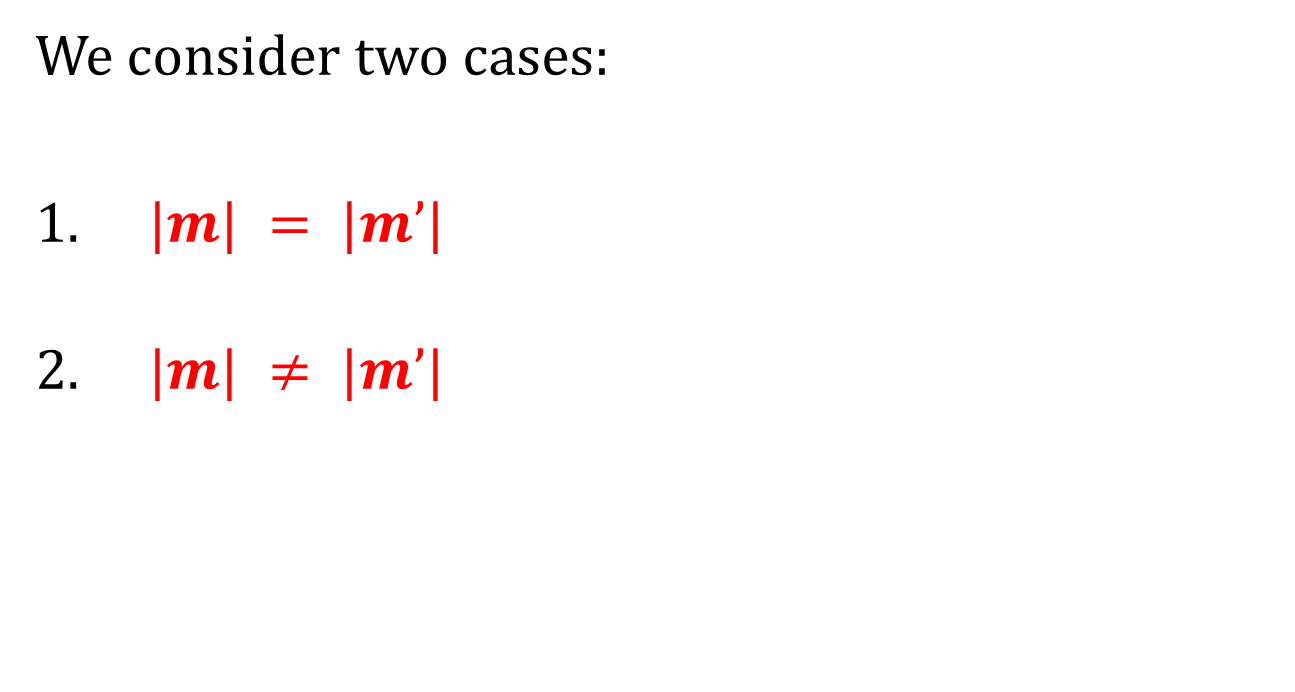 We consider two cases:
1. |m| = |m’|
2. |m| ≠ |m’|